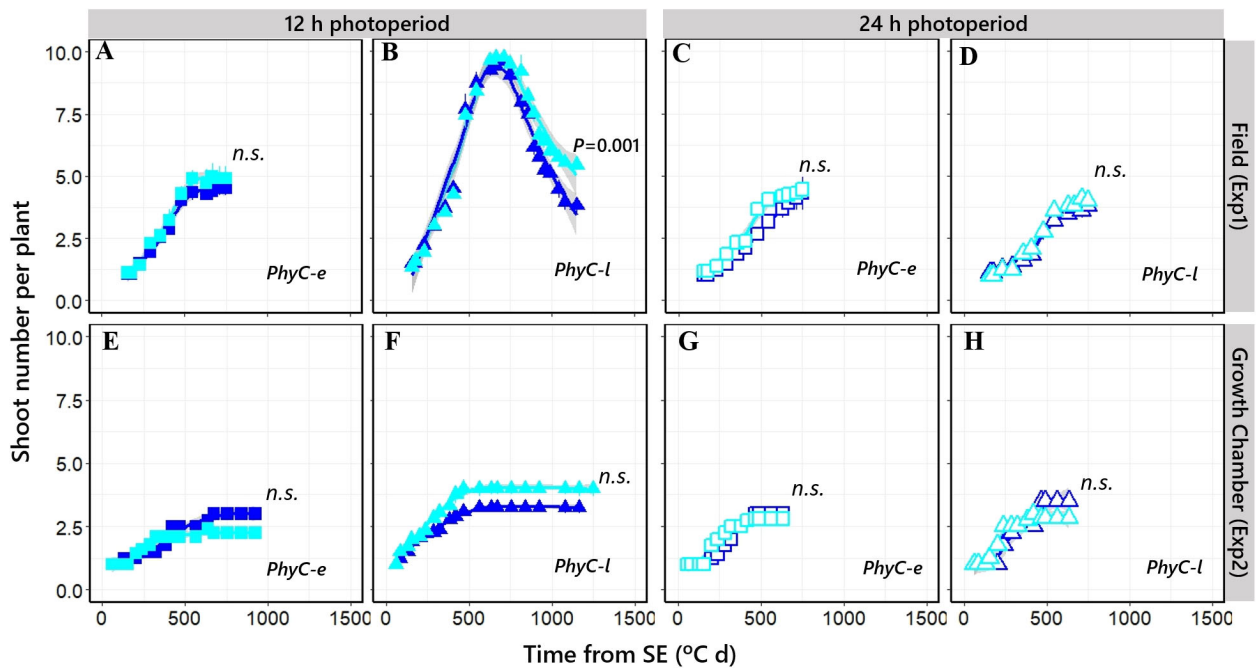 12 h photoperiod
24 h photoperiod
A
B
C
D
10.0
7.5
5.0
2.5
0.0
n.s.
P=0.001
n.s.
n.s.
PhyC-e
PhyC-l
PhyC-e
PhyC-l
Field (Exp1)
Shoot number per plant
E
F
G
H
10.0
7.5
5.0
2.5
0.0
n.s.
n.s.
n.s.
n.s.
PhyC-e
PhyC-l
PhyC-e
PhyC-l
Growth Chamber (Exp2)
0 500 1000 1500
0 500 1000 1500
0 500 1000 1500
0 500 1000 1500
Time from SE (ºC d)